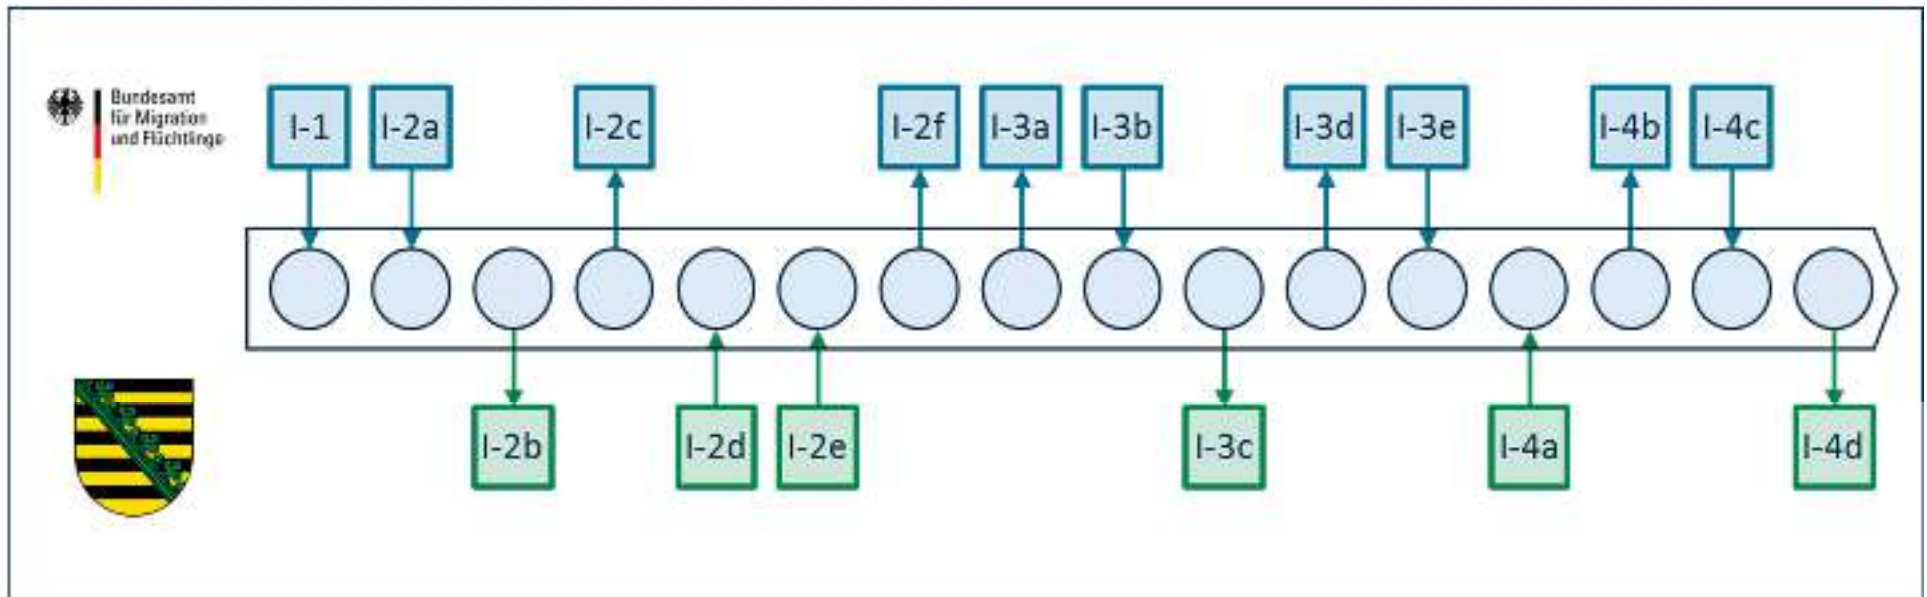 Bundesamt
für Migration
und Flüchtlinge
I-1
I-2a
I-2c
I-2f
I-3a
I-3b
I-3d
I-3e
I-4b
I-4c
I-2b
I-2d
I-2e
I-3c
I-4a
I-4d